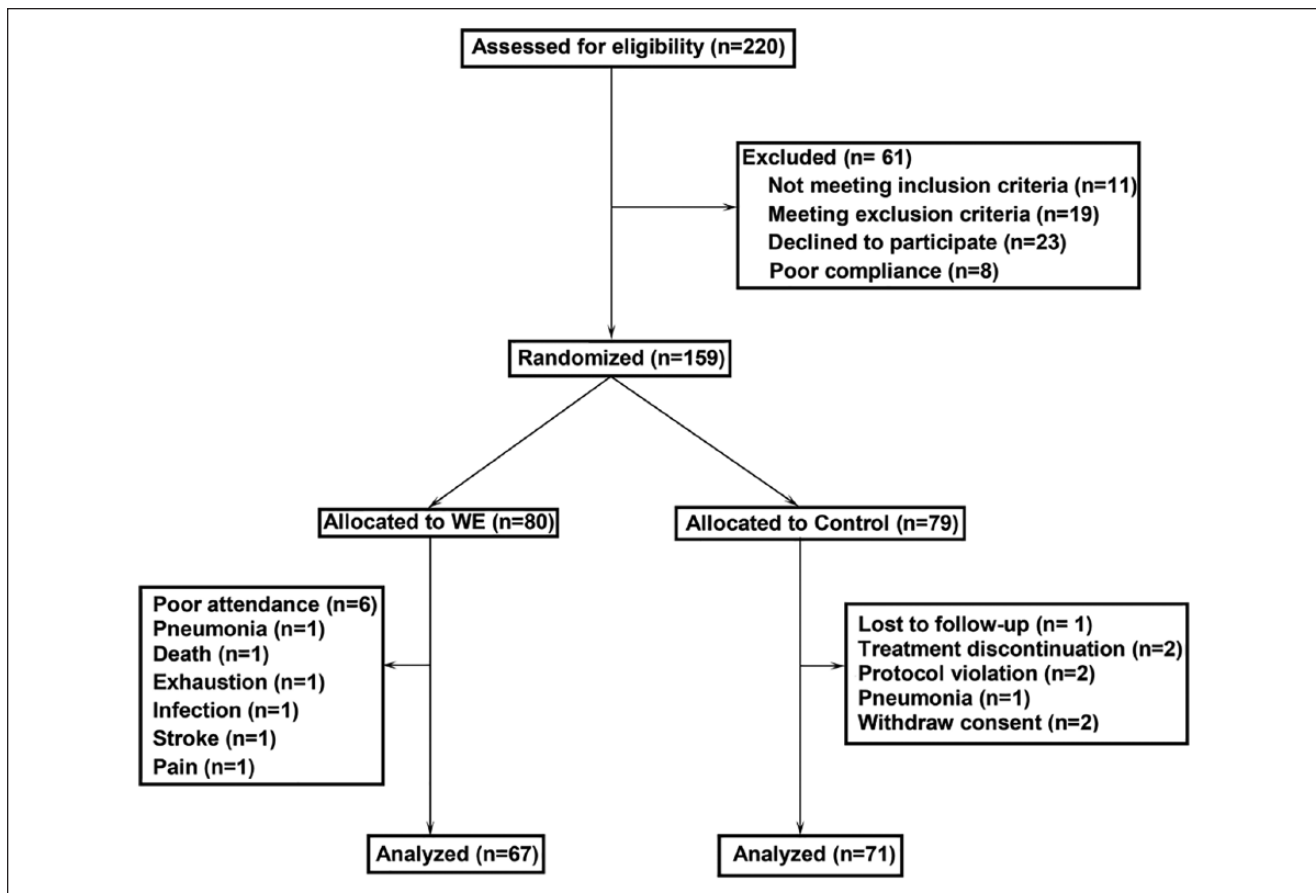 Assessed for eligibility (n=220)
Excluded (n= 61)
Not meeting inclusion criteria (n=11)
Meeting exclusion criteria (n=19)
Declined to participate (n=23)
Poor compliance (n=8)
Randomized (n=159)
Allocated to WE (n=80)
Allocated to Control (n=79)
Poor attendance (n=6)
Pneumonia (n=1)
Death (n=1)
Exhaustion (n=1)
Infection (n=1)
Stroke (n=1)
Pain (n=1)
Lost to follow-up (n= 1)
Treatment discontinuation (n=2)
Protocol violation (n=2)
Pneumonia (n=1)
Withdraw consent (n=2)
Analyzed (n=67)
Analyzed (n=71)